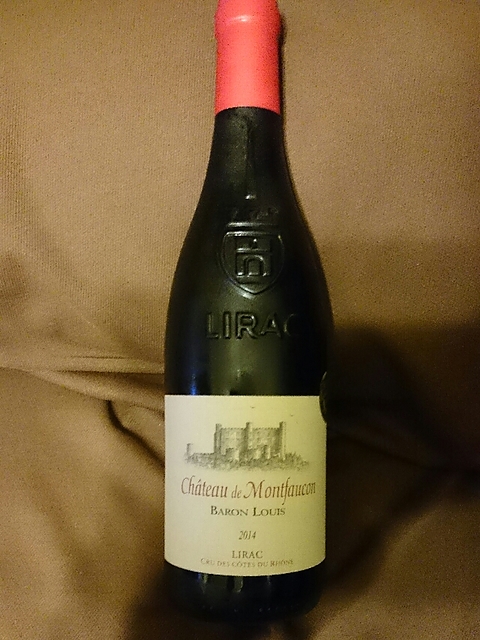 LIRAC
Château de Montfaucon
BARON LOUIS
2014
LIRAC
CRU DES CÔTES DU RHÔNE